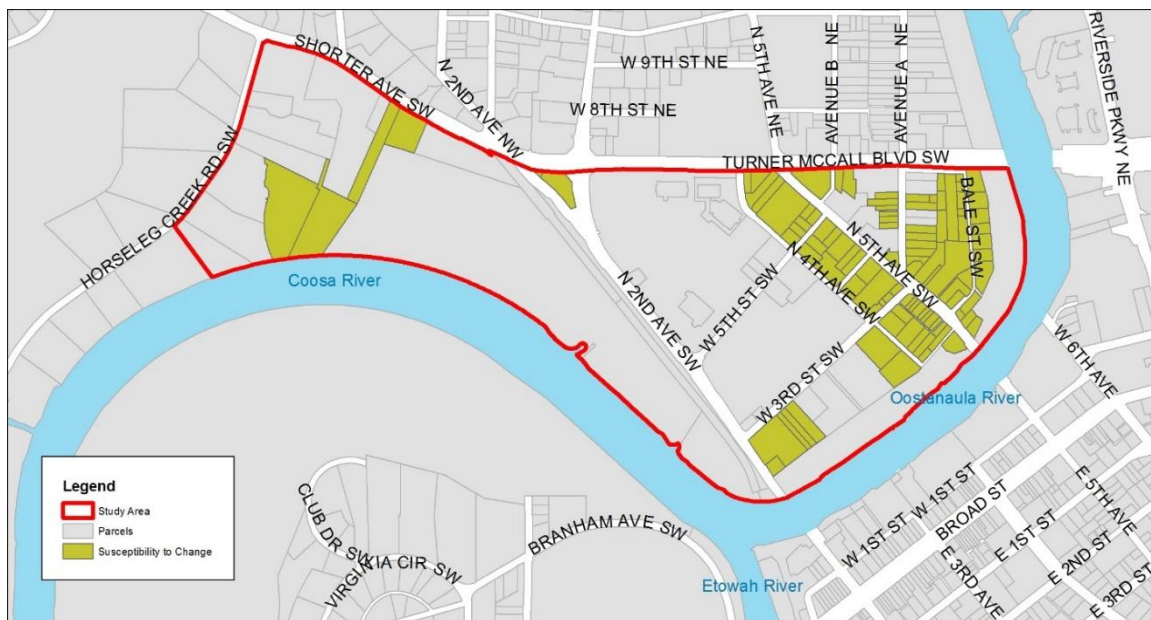 SHORTER AVE SW
N 2ND AVE NW
W 9TH ST NE
W 8TH ST NE
N 5TH AVE NE
AVENUE B NE
AVENUE A NE
RIVERSIDE PKWY NE
TURNER MCCALL BLVD SW
HORSELEG CREEK RD SW
BALE ST SW
N 5TH AVE SW
N 4TH AVE SW
W 5TH ST SW
N 2ND AVE SW
W 3RD ST SW
Coosa River
W 6TH AVE
Oostanaula River
Legend
Study Area
Parcels
Susceptibility to Change
CLUB DR SW
VIRGINIA CIR SW
BRANHAM AVE SW
Etowah River
W 1ST ST
W 1ST ST
BROAD ST
E 5TH AVE
E 1ST ST
E 3RD AVE
E 2ND ST
E 3RD ST